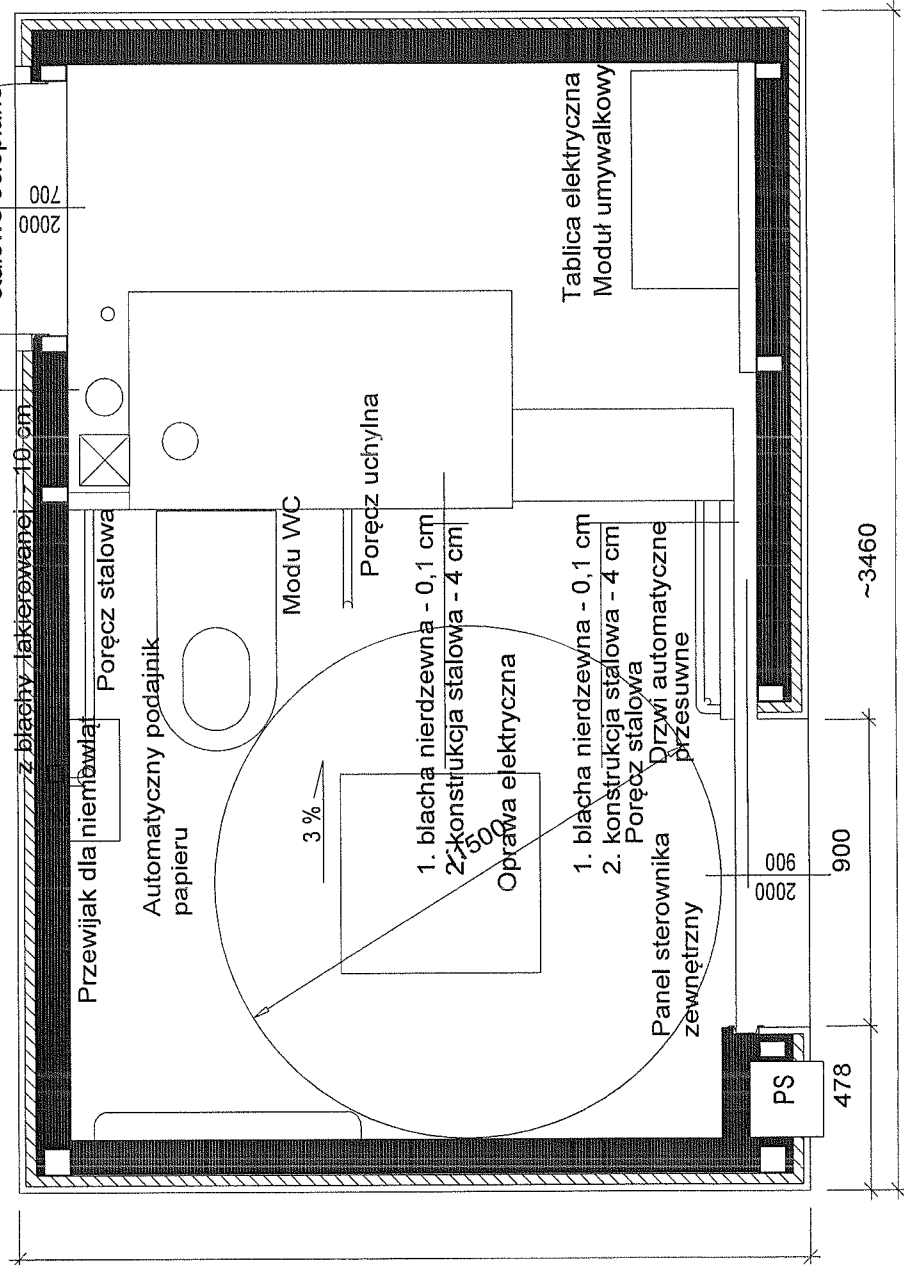 z blachy lakierowanej - 10 cm
700
2000
Przewijak dla niemowląt
Poręcz stalowa
Automatyczny podajnik
papieru
Modu WC
Poręcz uchylna
3 %
1. blacha nierdzewna - 0,1 cm
2. konstrukcja stalowa - 4 cm
1500
Oprawa elektryczna
Tablica elektryczna
Moduł umywalkowy
1. blacha nierdzewna - 0,1 cm
2. konstrukcja stalowa - 4 cm
Poręcz stalowa
Drzwi automatyczne
przesuwne
Panel sterownika
zewnętrzny
900
2000
PS
478
900
~3460